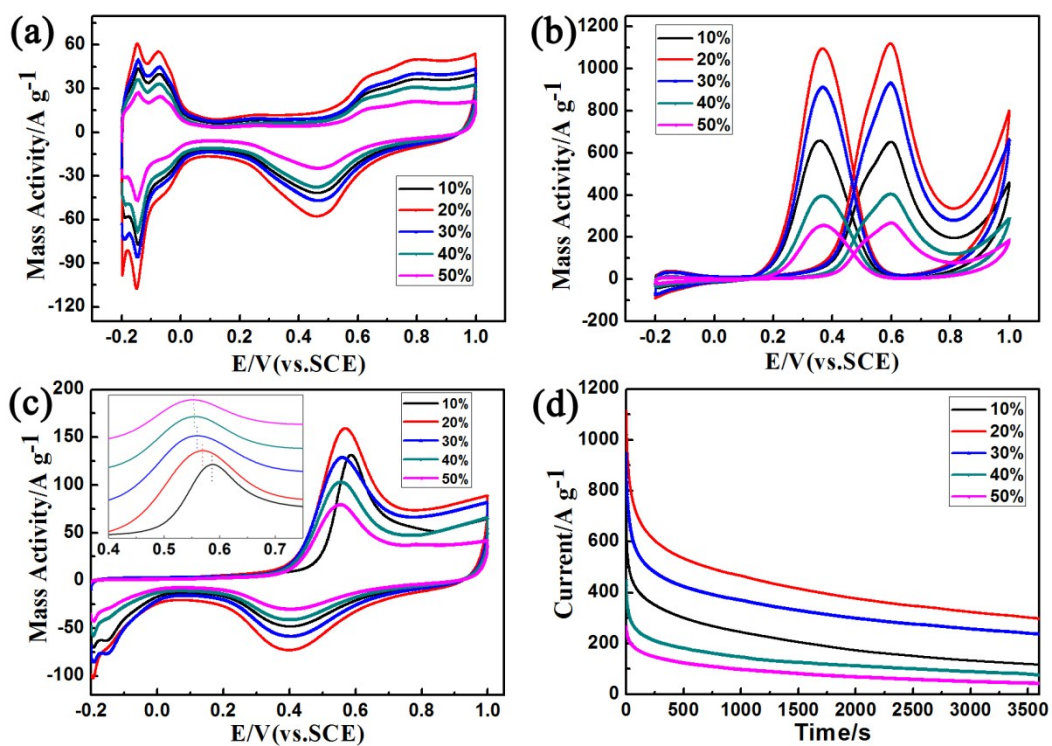 (a)
Mass Activity/A g-1
60
30
0
-30
-60
-90
-120
10%
20%
30%
40%
50%
-0.2 0.0 0.2 0.4 0.6 0.8 1.0
E/V(vs.SCE)
(b)
Mass Activity/A g-1
1200
1000
800
600
400
200
0
-200
10%
20%
30%
40%
50%
-0.2 0.0 0.2 0.4 0.6 0.8 1.0
E/V(vs.SCE)
(c)
Mass Activity/A g-1
200
150
100
50
0
-50
-100
0.4 0.5 0.6 0.7
10%
20%
30%
40%
50%
-0.2 0.0 0.2 0.4 0.6 0.8 1.0
E/V(vs.SCE)
(d)
Current/A g-1
1200
1000
800
600
400
200
0
10%
20%
30%
40%
50%
0 500 1000 1500 2000 2500 3000 3500
Time/s